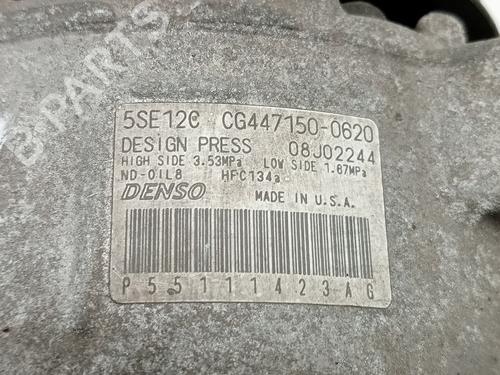 B-PARTS
5SE12C CG447150-0620
DESIGN PRESS 08J02244
HIGH SIDE 3.53MPa LOW SIDE 1.67MPa
ND-OIL8 HFC134a
DENSO MADE IN U.S.A.
P55111423AG